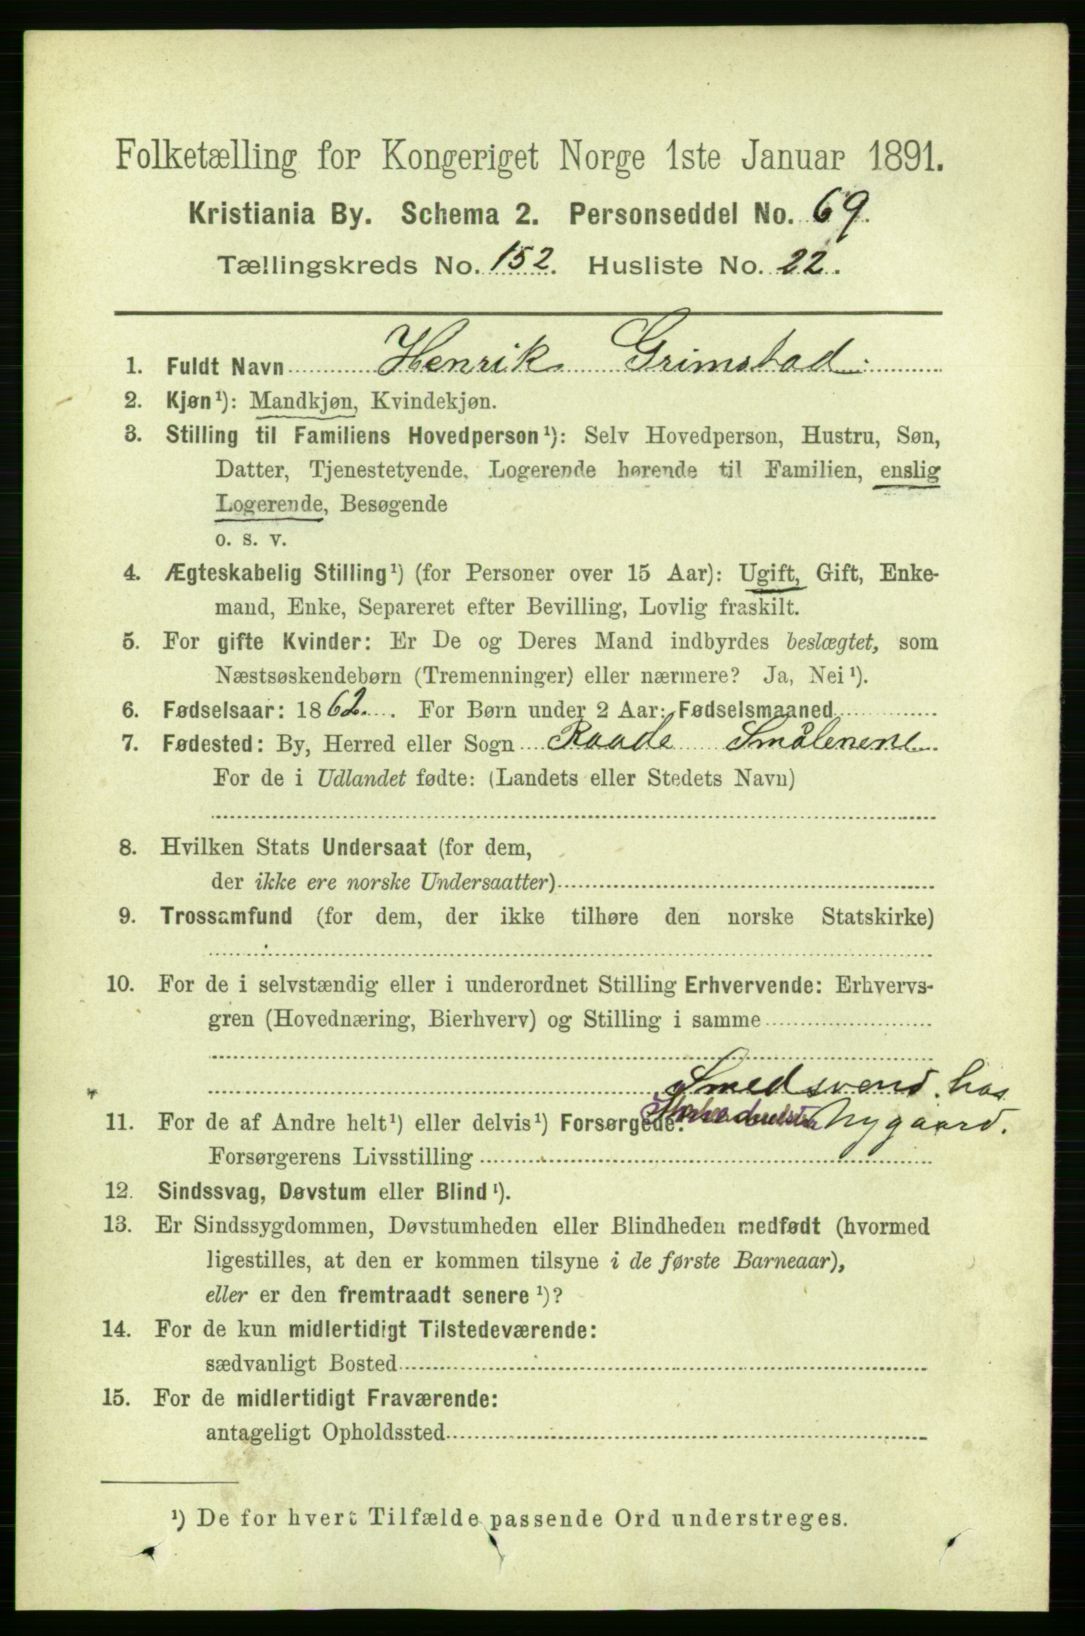 Folketælling for Kongeriget Norge 1ste Januar 1891.
Kristiania By. Schema 2. Personseddel No. 69.
Tællingskreds No. 152. Husliste No. 22.
1. Fuldt Navn Henrik Grimstad
2. Kjøn¹): Mandkjøn, Kvindekjøn.
3. Stilling til Familiens Hovedperson¹): Selv Hovedperson, Hustru, Søn,
Datter, Tjenestetyende, Logerende hørende til Familien, enslig
Logerende, Besøgende
o. s. v.
4. Ægteskabelig Stilling¹) (for Personer over 15 Aar): Ugift, Gift, Enke-
mand, Enke, Separeret efter Bevilling, Lovlig fraskilt.
5. For gifte Kvinder: Er De og Deres Mand indbyrdes beslægtet, som
Næstsøskendebørn (Tremenninger) eller nærmere? Ja, Nei¹).
6. Fødselsaar: 1862. For Børn under 2 Aar: Fødselsmaaned
7. Fødested: By, Herred eller Sogn Raade Smålenene
For de i Udlandet fødte: (Landets eller Stedets Navn)
8. Hvilken Stats Undersaat (for dem,
der ikke ere norske Undersaatter)
9. Trossamfund (for dem, der ikke tilhøre den norske Statskirke)
10. For de i selvstændig eller i underordnet Stilling Erhvervende: Erhvervs-
gren (Hovednæring, Bierhverv) og Stilling i samme
Smedsvend. hos
11. For de af Andre helt¹) eller delvis¹) Forsørgede: Nygaard.
Forsørgerens Livsstilling
12. Sindssvag, Døvstum eller Blind¹).
13. Er Sindssygdommen, Døvstumheden eller Blindheden medfødt (hvormed
ligestilles, at den er kommen tilsyne i de første Barneaar),
eller er den fremtraadt senere¹)?
14. For de kun midlertidigt Tilstedeværende:
sædvanligt Bosted
15. For de midlertidigt Fraværende:
antageligt Opholdssted
¹) De for hvert Tilfælde passende Ord understreges.